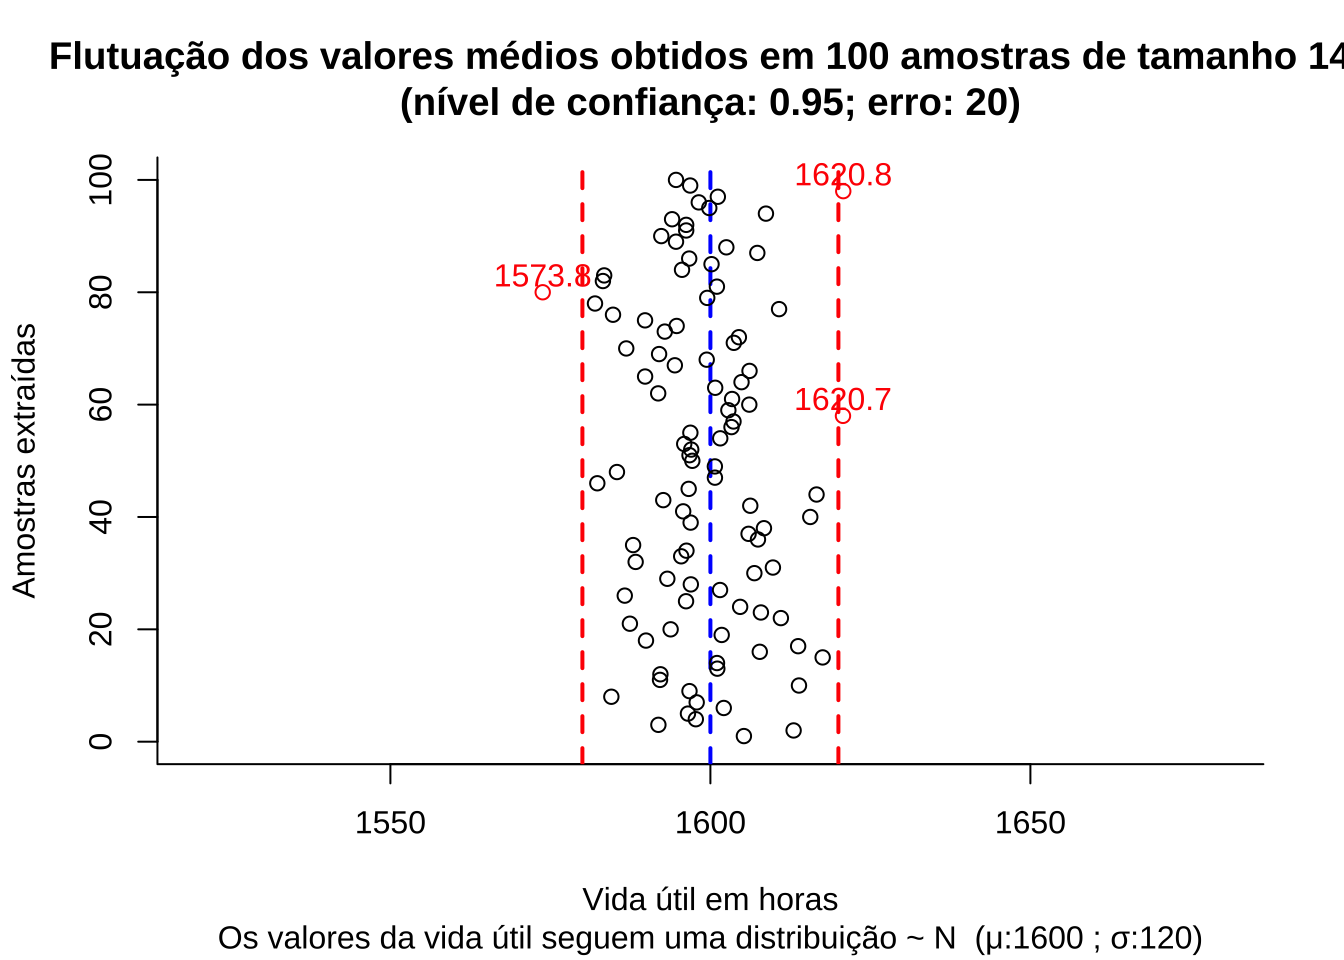 Flutuação dos valores médios obtidos em 100 amostras de tamanho 14
(nível de confiança: 0.95; erro: 20)
1620.8
1573.8
1620.7
Amostras extraídas
100
80
60
40
20
0
1550 1600 1650
Vida útil em horas
Os valores da vida útil seguem uma distribuição ~ N (μ:1600 ; σ:120)